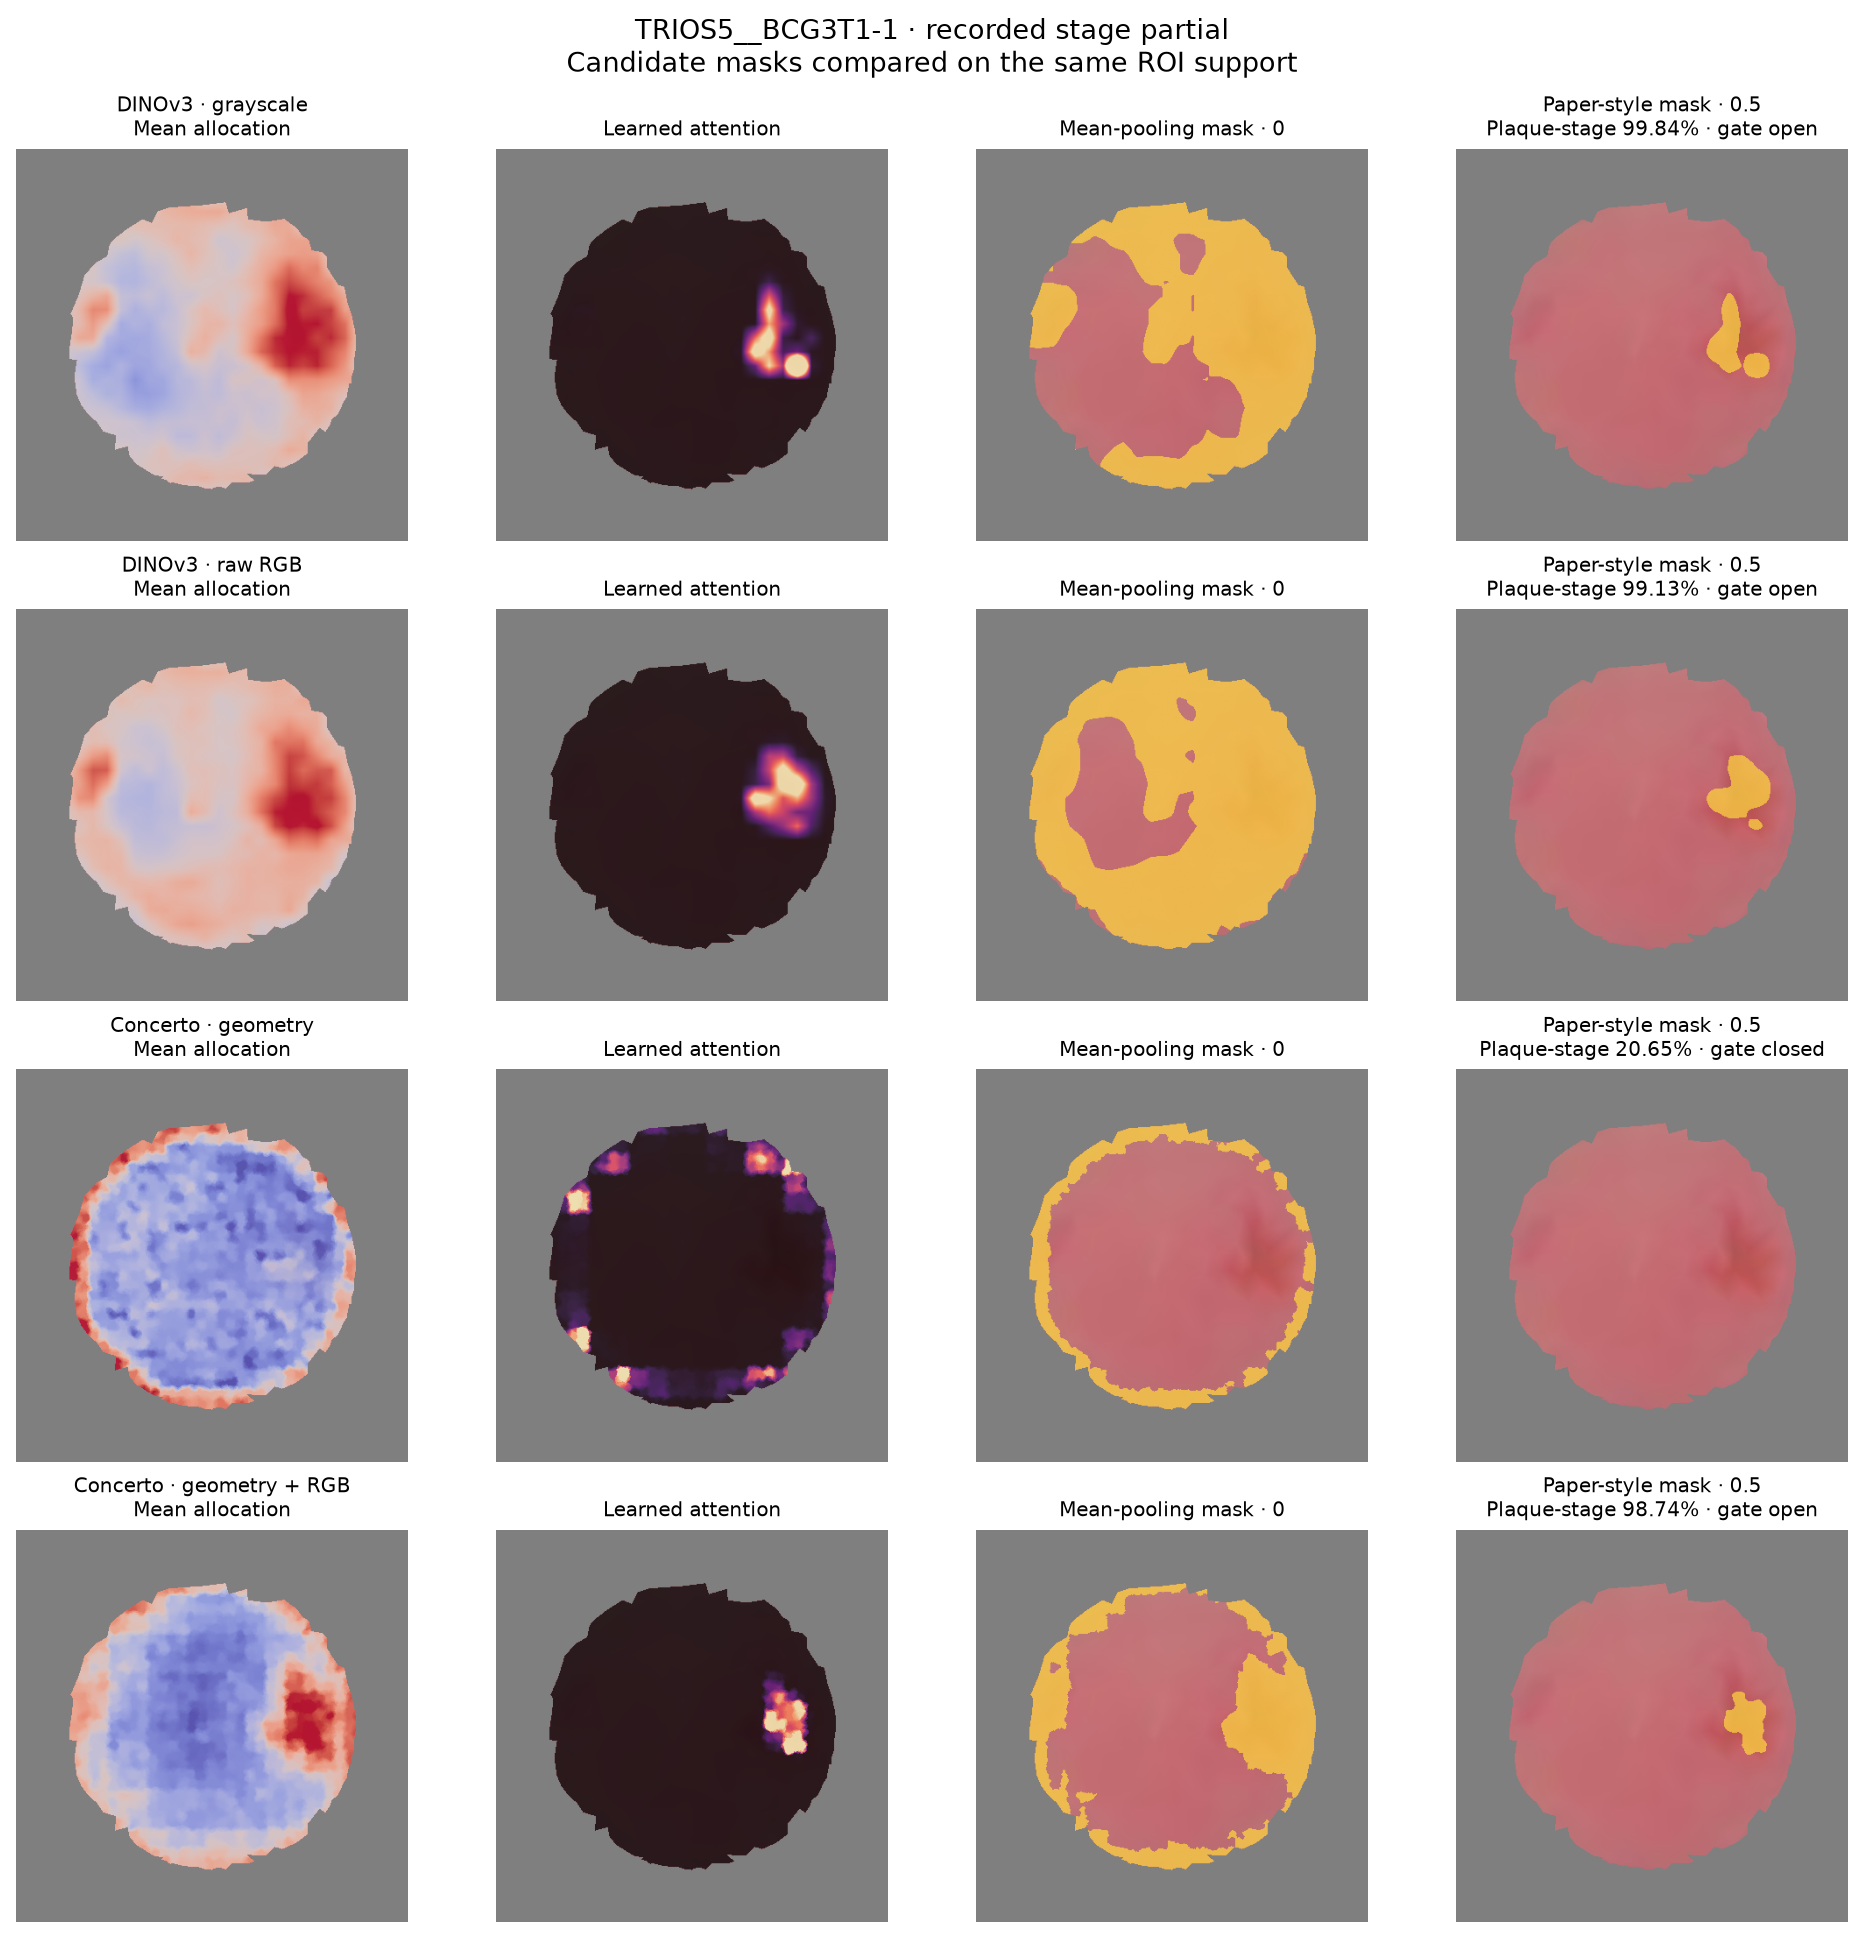 TRIOS5__BCG3T1-1 · recorded stage partial
Candidate masks compared on the same ROI support
DINOv3 · grayscale
Mean allocation
Learned attention
Mean-pooling mask · 0
Paper-style mask · 0.5
Plaque-stage 99.84% · gate open
DINOv3 · raw RGB
Mean allocation
Learned attention
Mean-pooling mask · 0
Paper-style mask · 0.5
Plaque-stage 99.13% · gate open
Concerto · geometry
Mean allocation
Learned attention
Mean-pooling mask · 0
Paper-style mask · 0.5
Plaque-stage 20.65% · gate closed
Concerto · geometry + RGB
Mean allocation
Learned attention
Mean-pooling mask · 0
Paper-style mask · 0.5
Plaque-stage 98.74% · gate open